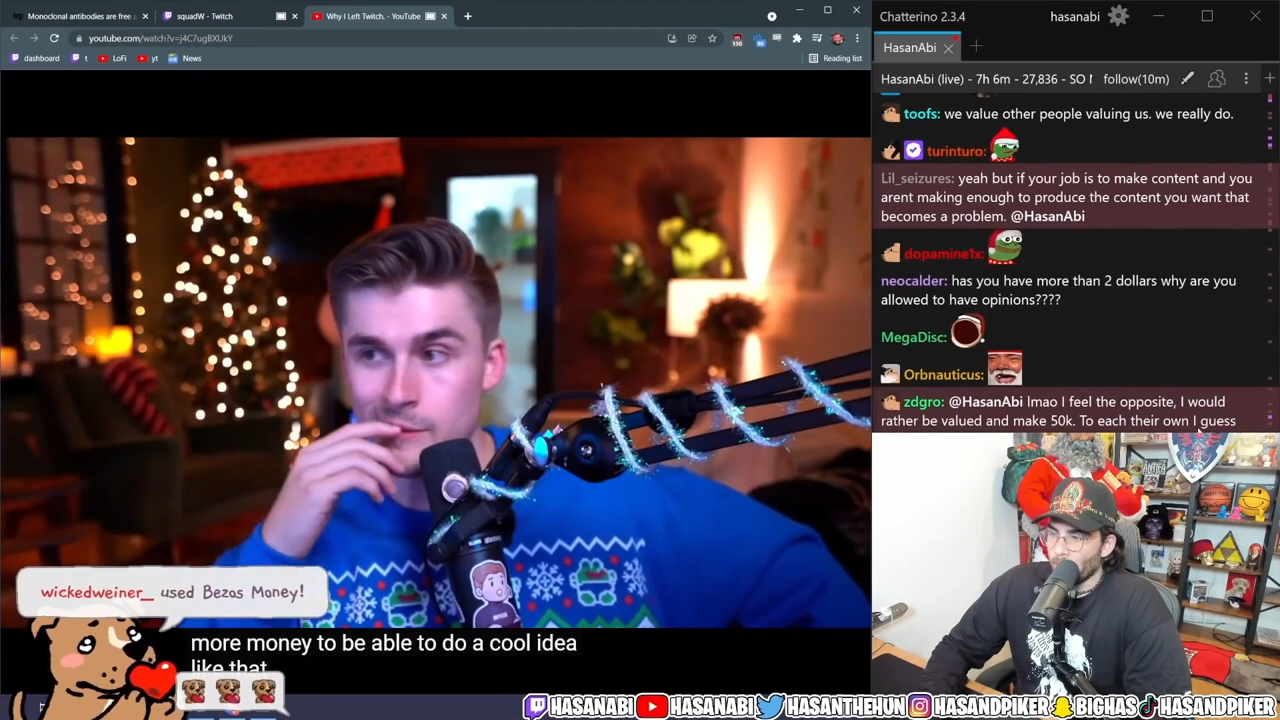 Monoclonal antibodies are free
squadW - Twitch
Why I Left Twitch. - YouTube
youtube.com/watch?v=j4C7ugBXUkY
130
90
dashboard
t
LoFi
yt
News
Reading list
Chatterino 2.3.4
hasanabi
HasanAbi
HasanAbi (live) - 7h 6m - 27,836 - SO
follow(10m)
toofs: we value other people valuing us. we really do.
turinturo:
Lil_seizures: yeah but if your job is to make content and you
arent making enough to produce the content you want that
becomes a problem. @HasanAbi
dopamine1x:
neocalder: has you have more than 2 dollars why are you
allowed to have opinions????
MegaDisc:
Orbnauticus:
zdgro: @HasanAbi lmao I feel the opposite, I would
rather be valued and make 50k. To each their own I guess
wickedweiner_ used Bezos Money!
more money to be able to do a cool idea
like that
HASANABI
HASANABI
HASANTHEHUN
HASANDPIKER
BIGHAS
HASANDPIKER